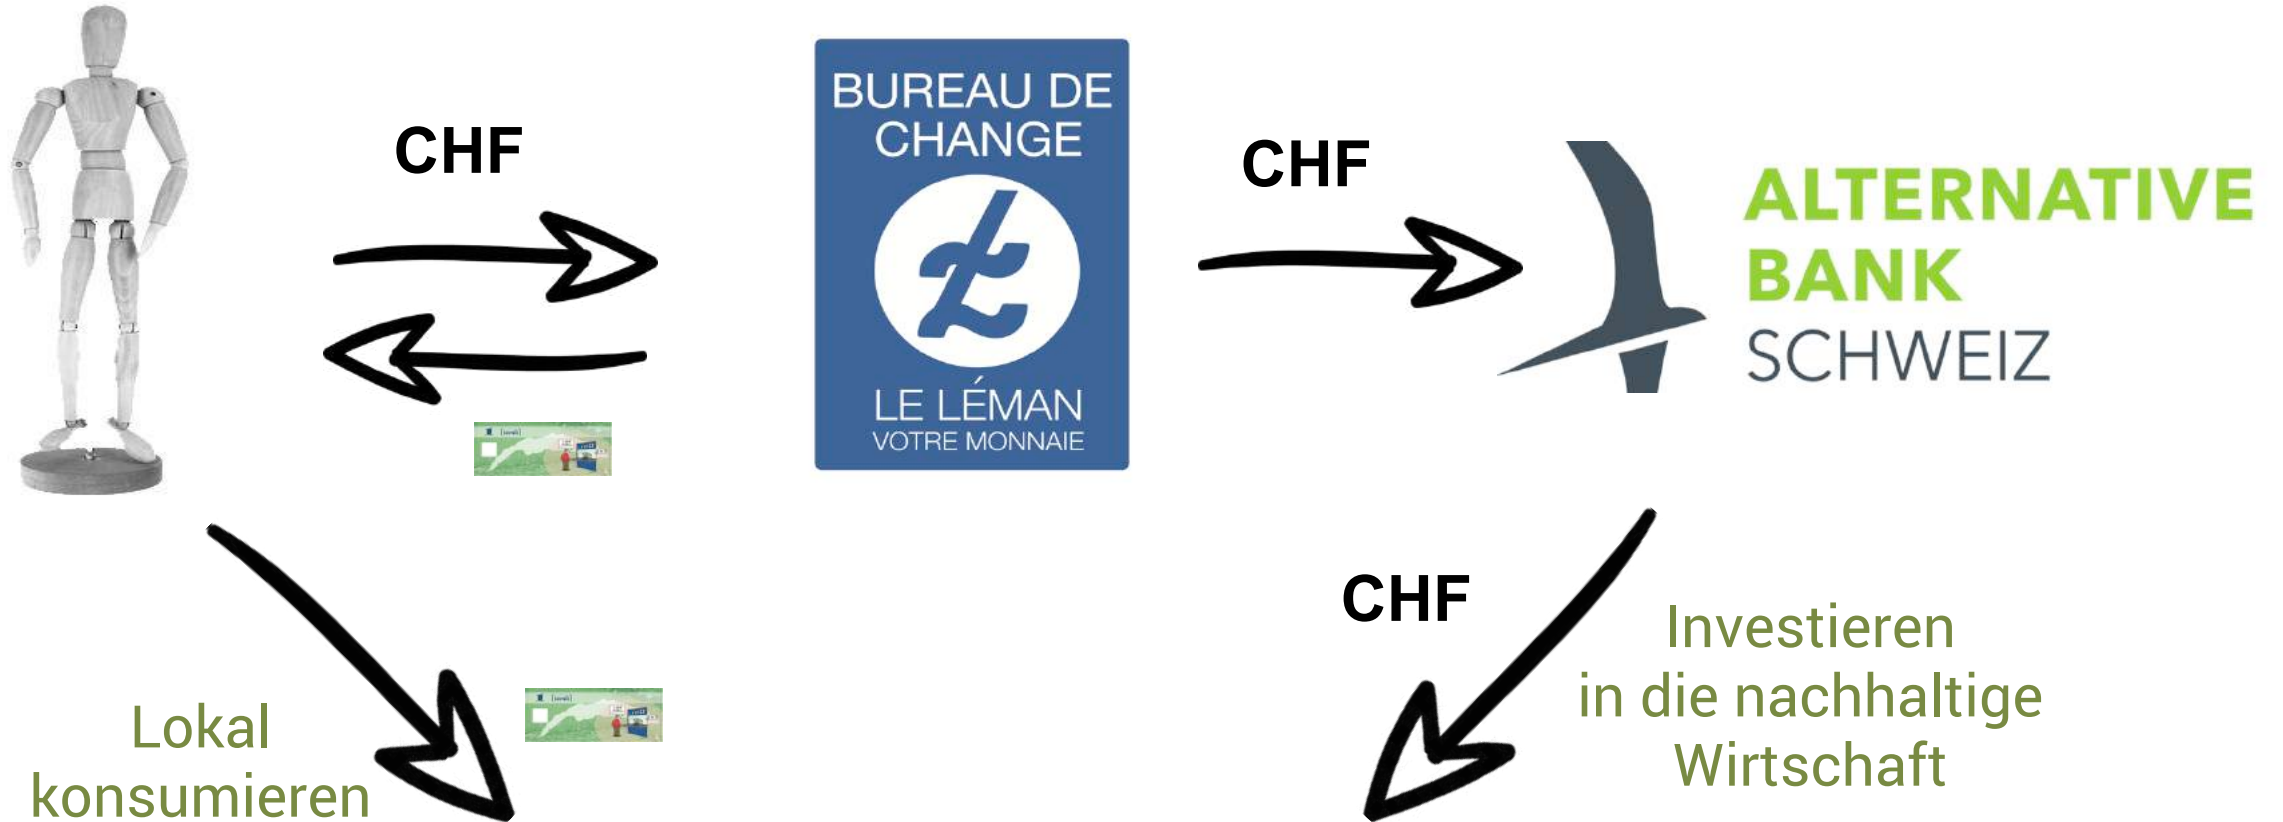 CHF
BUREAU DE
CHANGE
LE LÉMAN
VOTRE MONNAIE
CHF
ALTERNATIVE
BANK
SCHWEIZ
CHF
Investieren
in die nachhaltige
Wirtschaft
Lokal
konsumieren